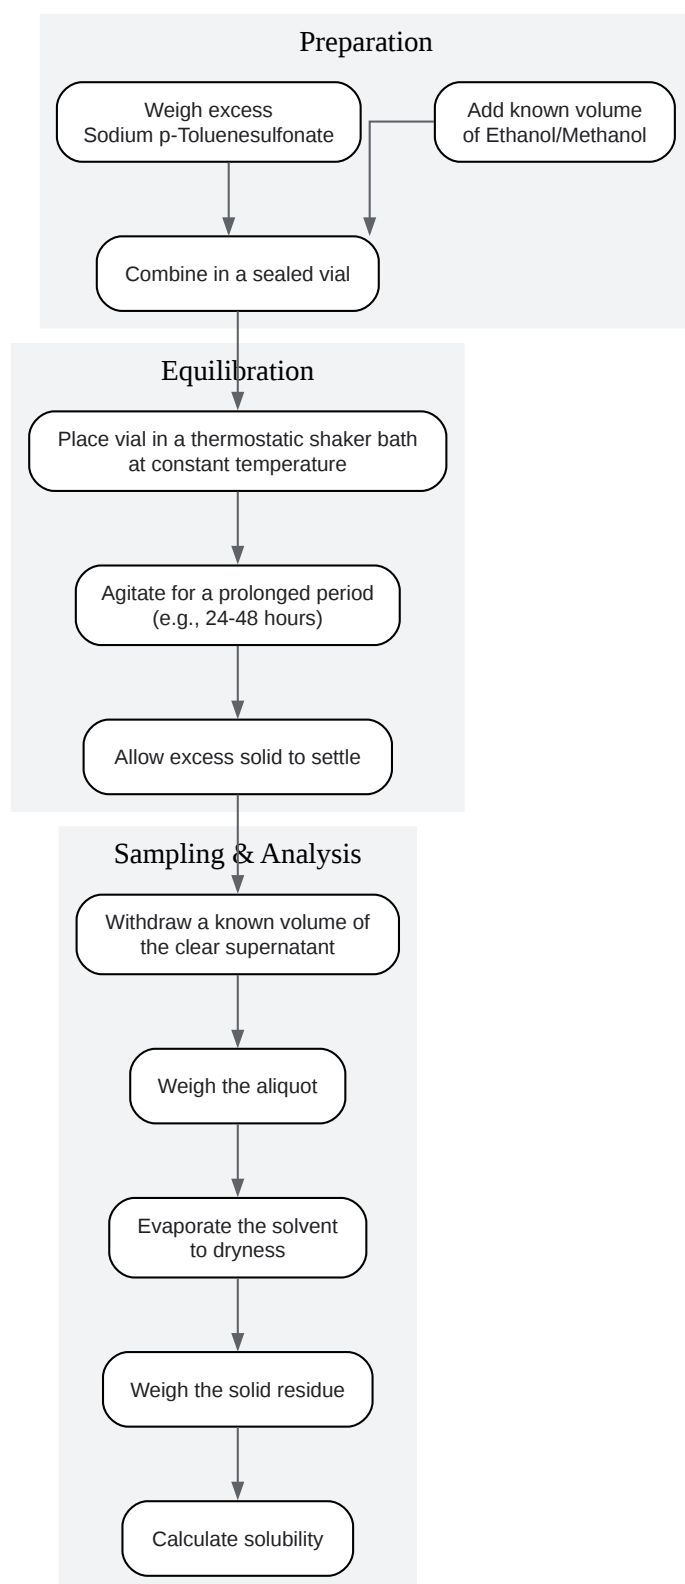 Preparation
Weigh excess
Sodium p-Toluenesulfonate
Add known volume
of Ethanol/Methanol
Combine in a sealed vial
Equilibration
Place vial in a thermostatic shaker bath
at constant temperature
Agitate for a prolonged period
(e.g., 24-48 hours)
Allow excess solid to settle
Sampling & Analysis
Withdraw a known volume of
the clear supernatant
Weigh the aliquot
Evaporate the solvent
to dryness
Weigh the solid residue
Calculate solubility